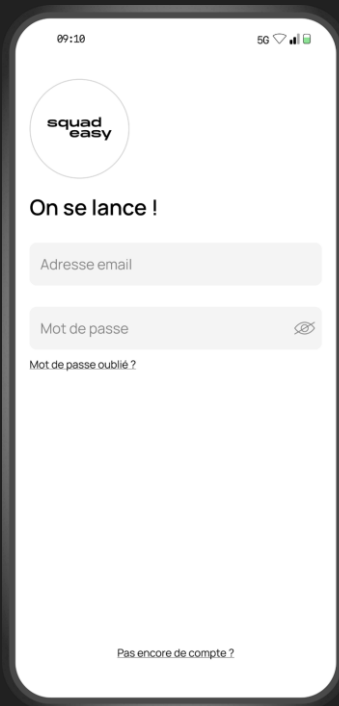 09:10
5G
squad
easy
On se lance !
Adresse email
Mot de passe
Mot de passe oublié ?
Pas encore de compte ?